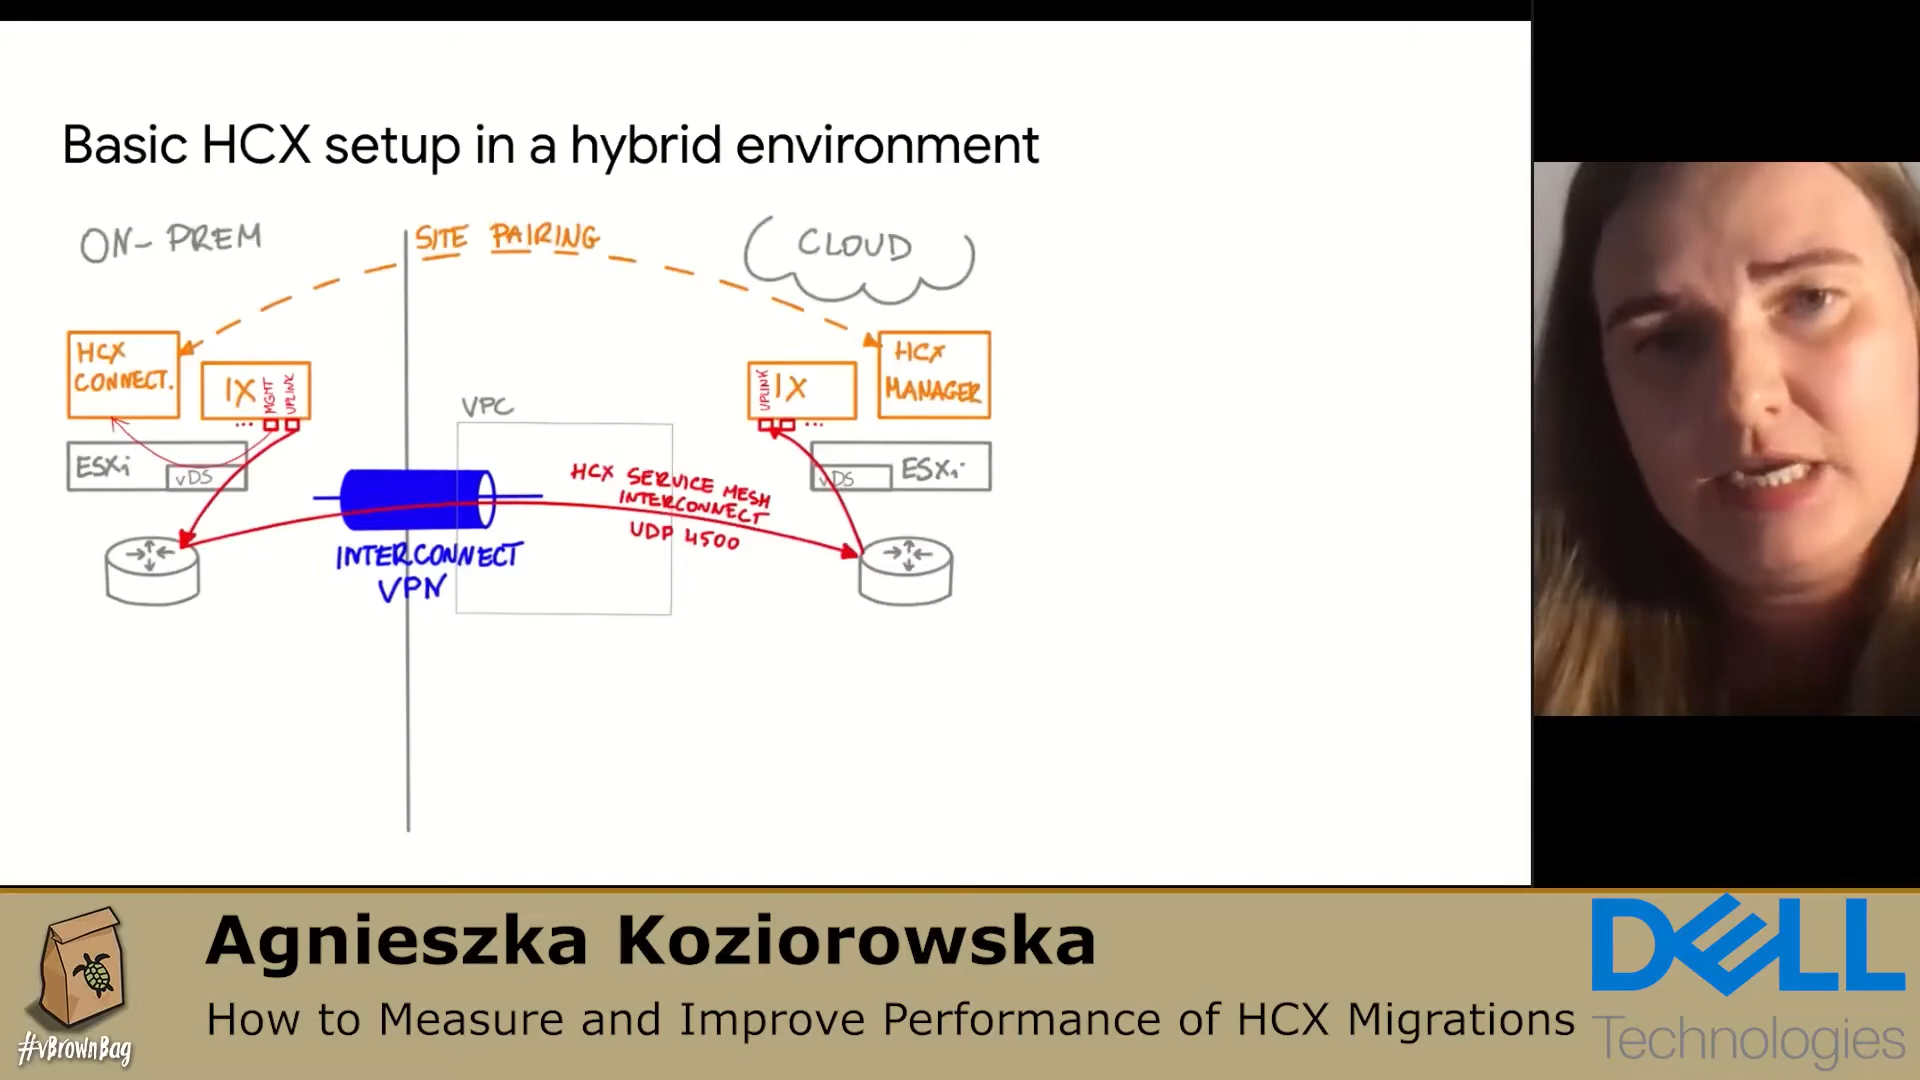 Basic HCX setup in a hybrid environment
ON-PREM
SITE PAIRING
CLOUD
HCX
CONNECT.
IX
MGMT
UPLINK
...
ESXi
vDS
VPC
INTERCONNECT
VPN
HCX SERVICE MESH
INTERCONNECT
UDP 4500
UPLINK
IX
...
HCX
MANAGER
vDS
ESXi
Agnieszka Koziorowska
How to Measure and Improve Performance of HCX Migrations
#vBrownBag
DELL
Technologies